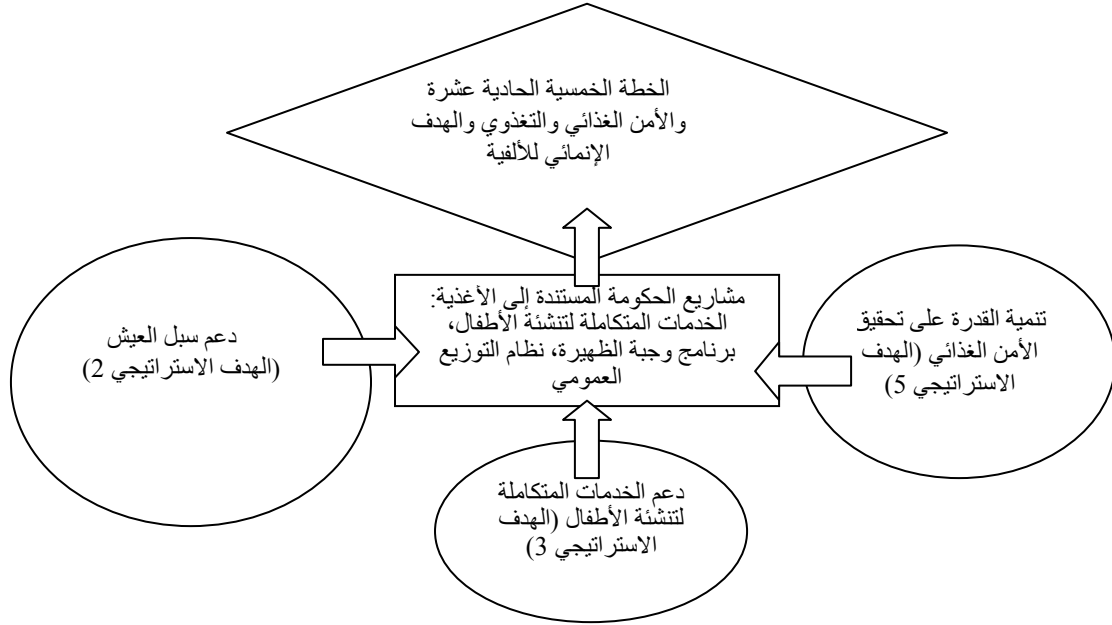 الخطة الخمسية الحادية عشرة
والأمن الغذائي والتغذوي والهدف
الإنمائي للألفية
مشاريع الحكومة المستندة إلى الأغذية:
الخدمات المتكاملة لتنشئة الأطفال،
برنامج وجبة الظهيرة، نظام التوزيع
العمومي
تنمية القدرة على تحقيق
الأمن الغذائي (الهدف
الاستراتيجي 5)
دعم سبل العيش
(الهدف الاستراتيجي 2)
دعم الخدمات المتكاملة
لتنشئة الأطفال (الهدف
الاستراتيجي 3)